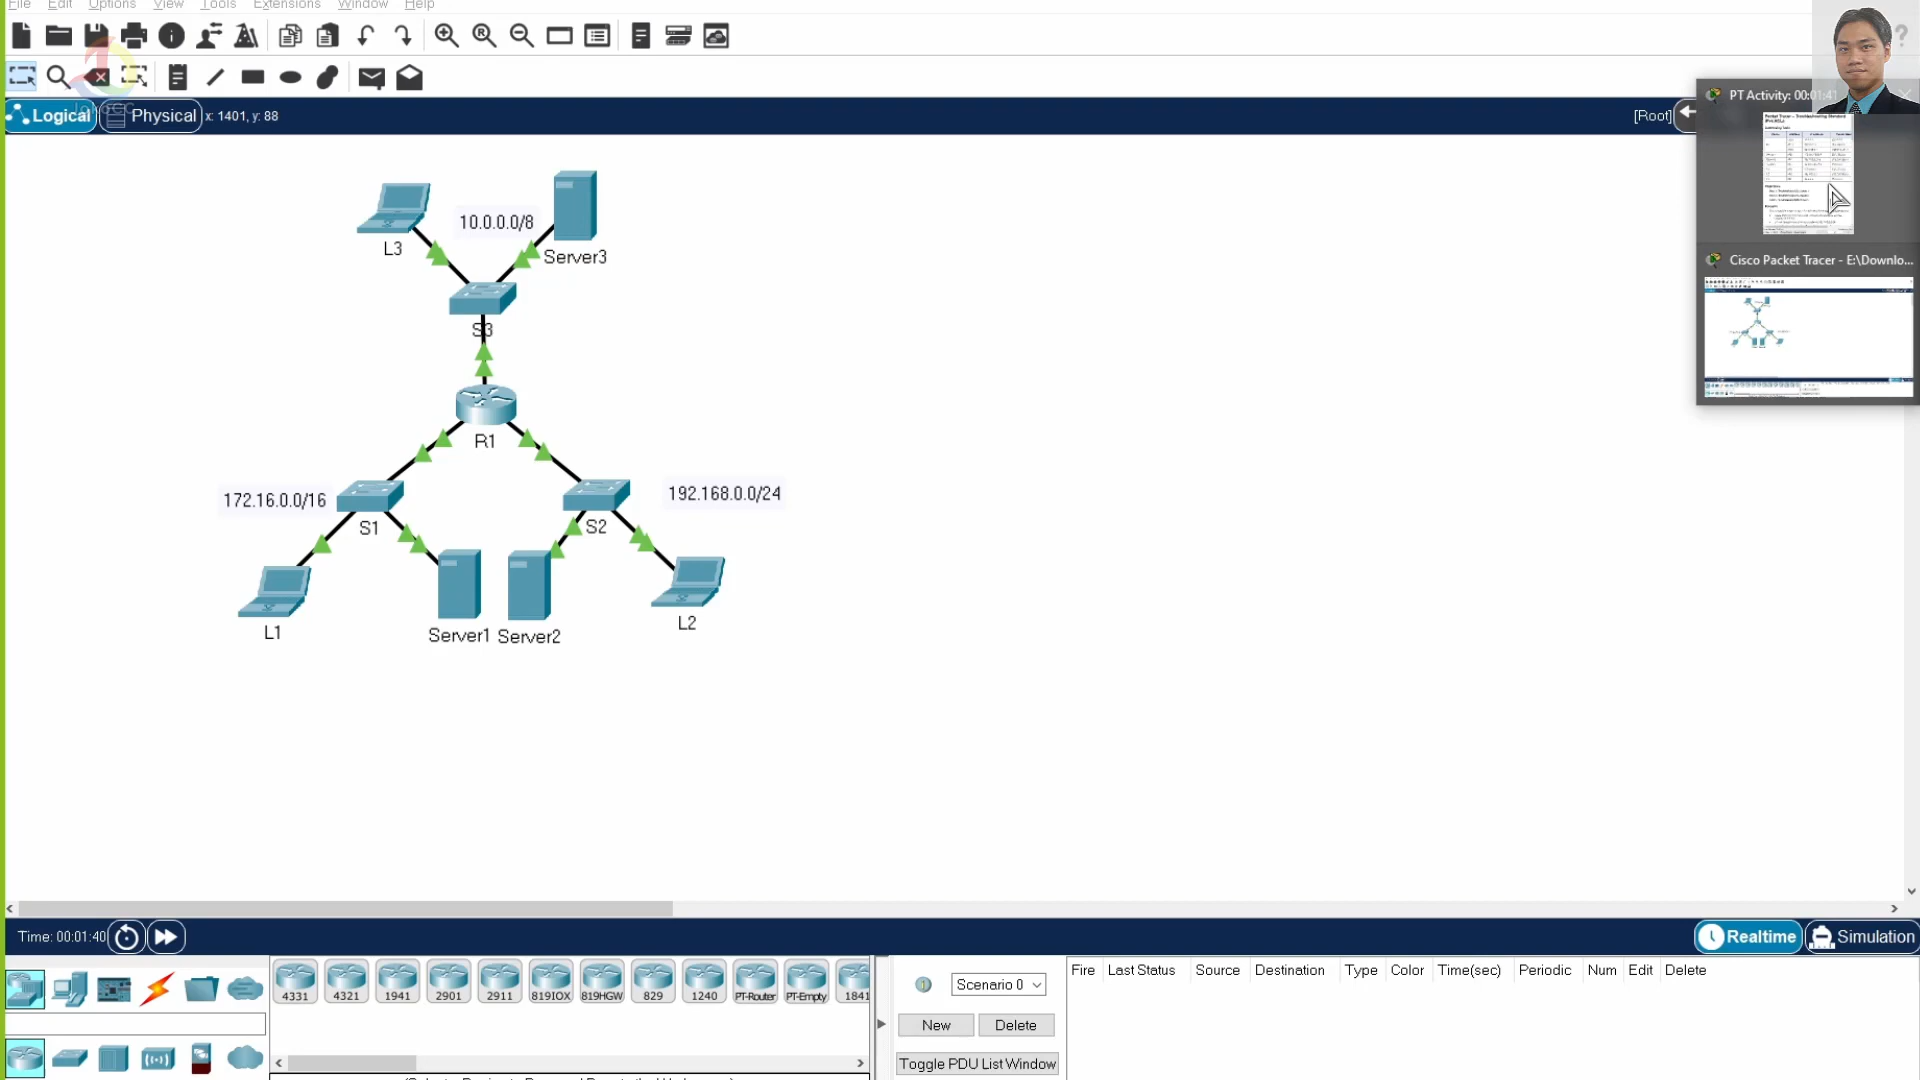 File Edit Options View Tools Extensions Window Help
Logical
Physical
x: 1401, y: 88
[Root]
PT Activity: 00:01:41
Cisco Packet Tracer - E:\Downlo...
L3
10.0.0.0/8
Server3
S3
R1
172.16.0.0/16
S1
S2
192.168.0.0/24
L1
Server1
Server2
L2
Time: 00:01:40
Realtime
Simulation
4331 4321 1941 2901 2911 819IOX 819HGW 829 1240 PT-Router PT-Empty 1841
Scenario 0
New
Delete
Toggle PDU List Window
Fire Last Status Source Destination Type Color Time(sec) Periodic Num Edit Delete